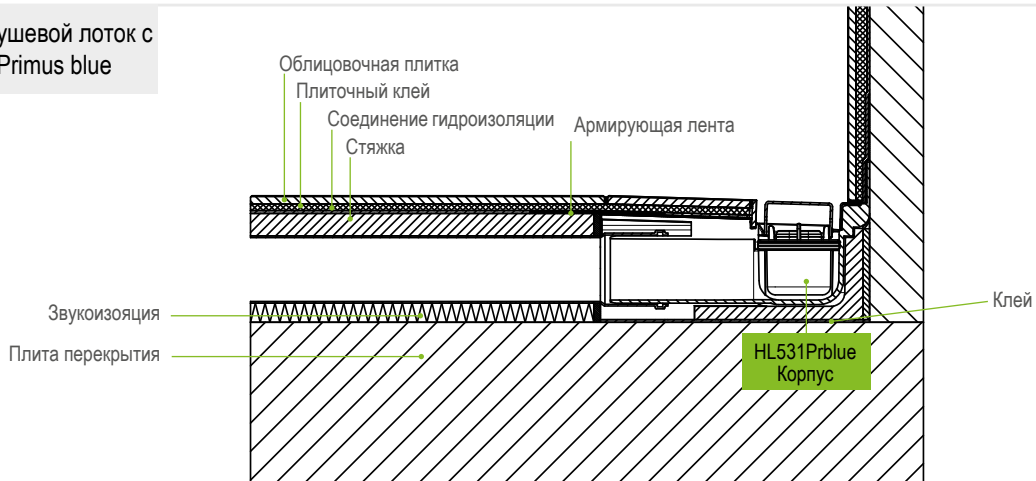 ушевой лоток с
Primus blue
Облицовочная плитка
Плиточный клей
Соединение гидроизоляции
Стяжка
Армирующая лента
Звукоизояция
Плита перекрытия
Клей
HL531Prblue
Корпус